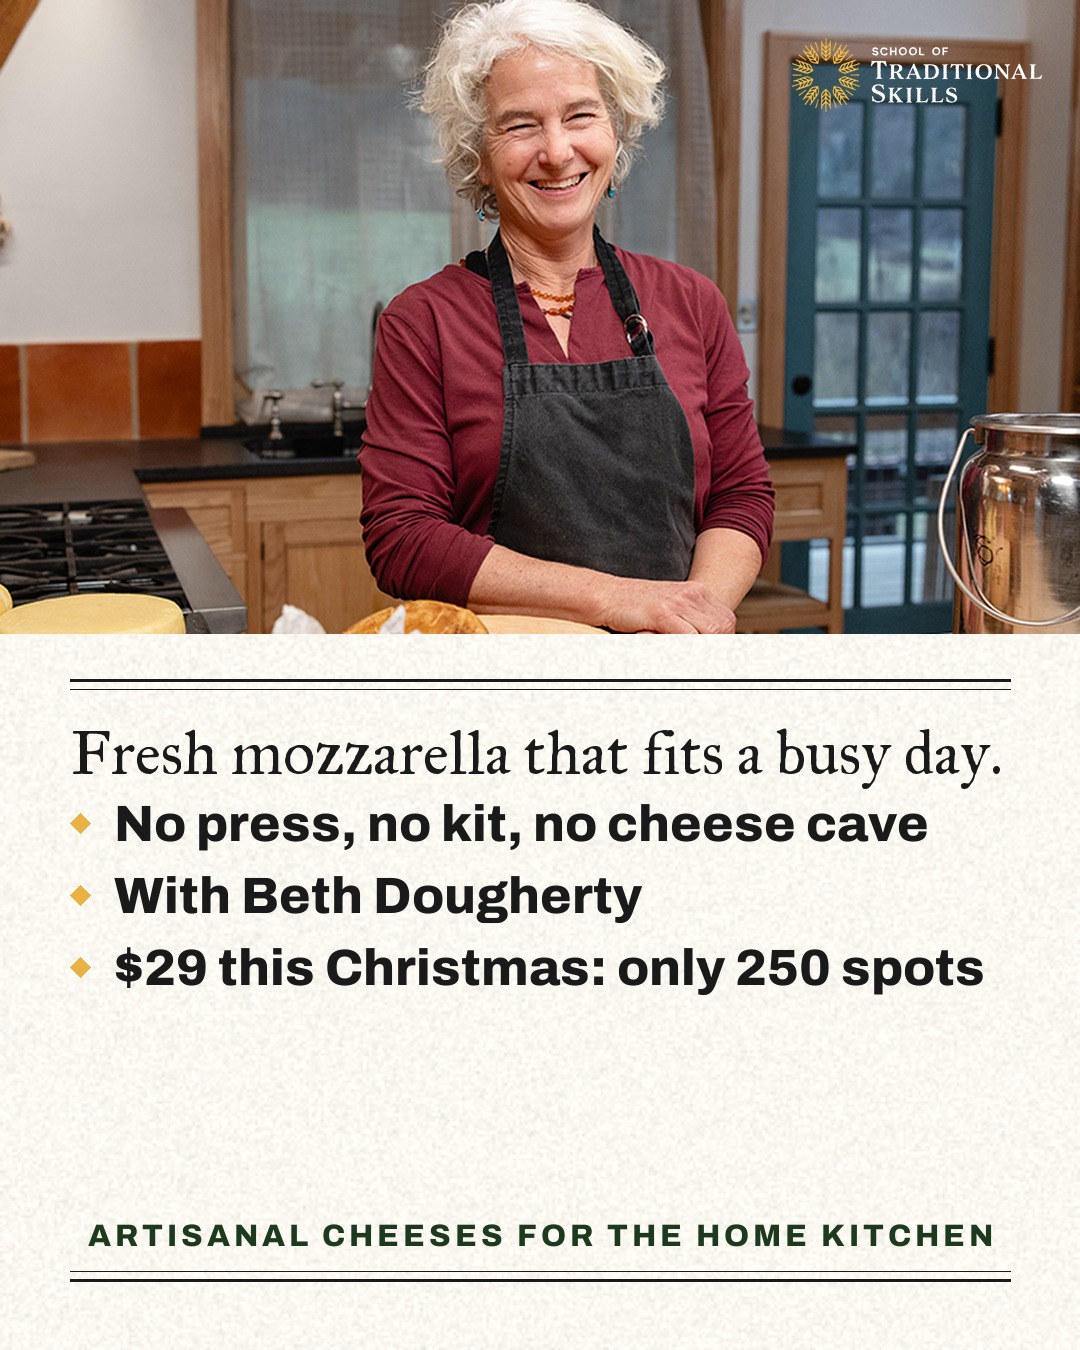 SCHOOL OF
TRADITIONAL
SKILLS
Fresh mozzarella that fits a busy day.
No press, no kit, no cheese cave
With Beth Dougherty
$29 this Christmas: only 250 spots
ARTISANAL CHEESES FOR THE HOME KITCHEN